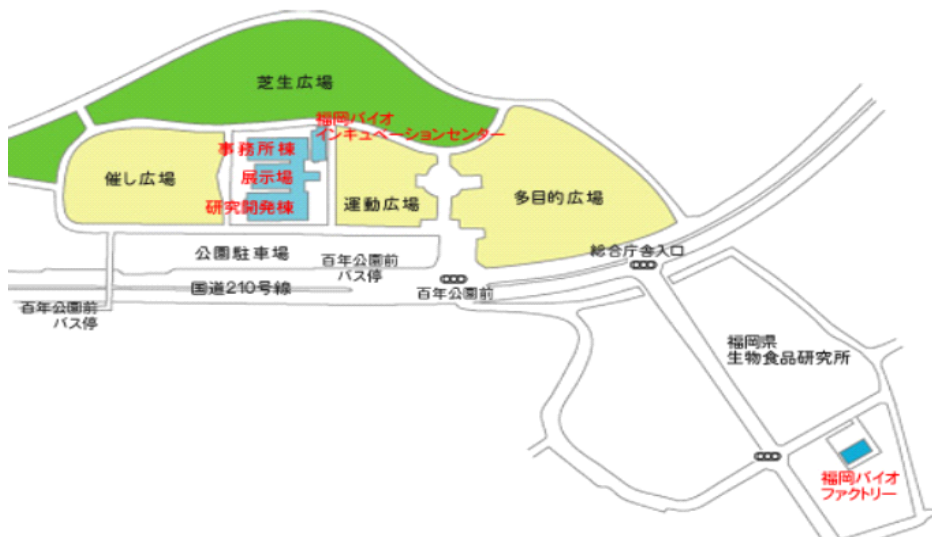 芝生広場
福岡バイオ
インキュベーションセンター
事務所棟
展示場
研究開発棟
催し広場
運動広場
多目的広場
公園駐車場
百年公園前
バス停
総合庁舎入口
国道210号線
百年公園前
百年公園前
バス停
福岡県
生物食品研究所
福岡バイオ
ファクトリー